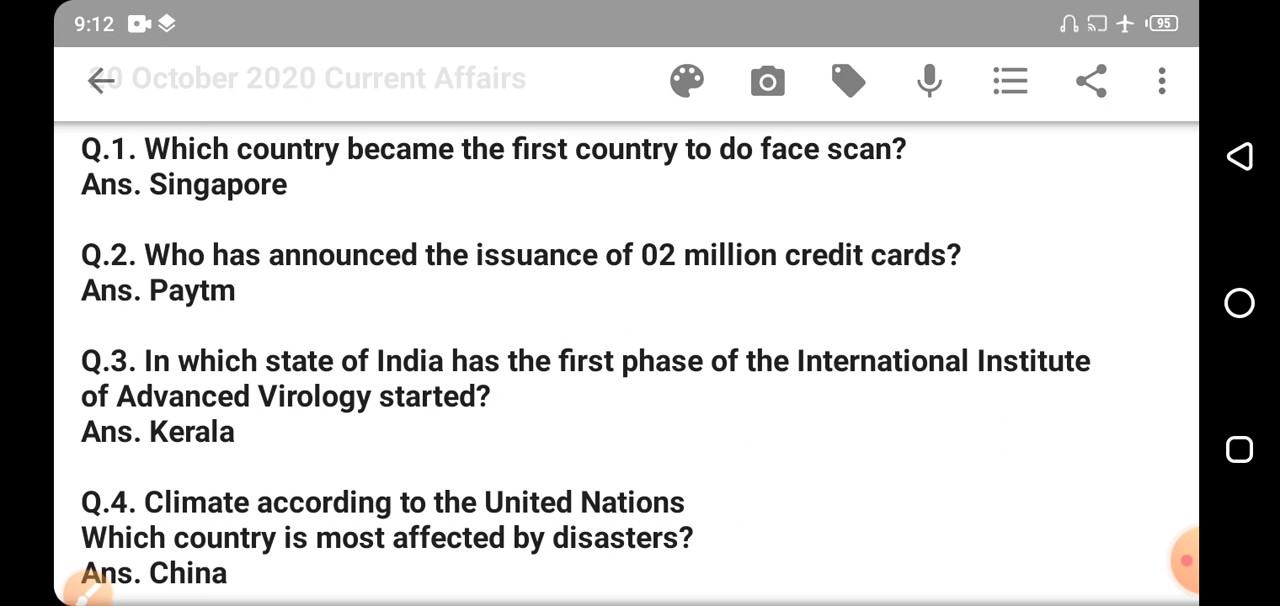 9:12
95
20 October 2020 Current Affairs
Q.1. Which country became the first country to do face scan?
Ans. Singapore
Q.2. Who has announced the issuance of 02 million credit cards?
Ans. Paytm
Q.3. In which state of India has the first phase of the International Institute
of Advanced Virology started?
Ans. Kerala
Q.4. Climate according to the United Nations
Which country is most affected by disasters?
Ans. China